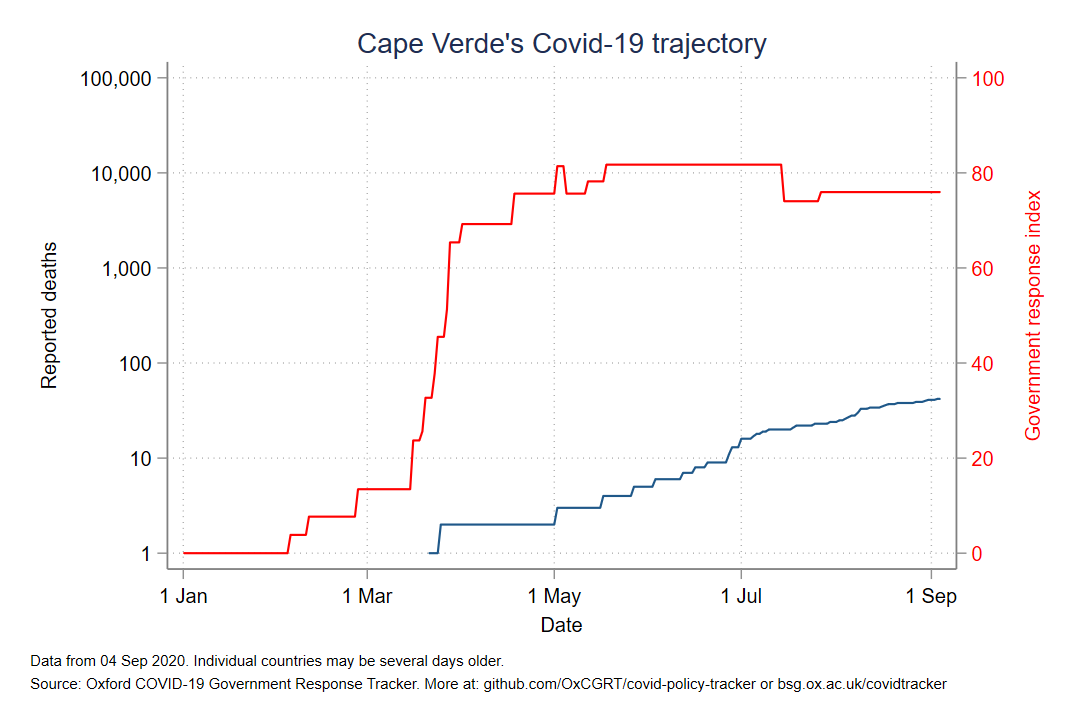 Cape Verde's Covid-19 trajectory
100,000
10,000
1,000
100
10
1
Reported deaths
100
80
60
40
20
0
Government response index
1 Jan
1 Mar
1 May
1 Jul
1 Sep
Date
Data from 04 Sep 2020. Individual countries may be several days older.
Source: Oxford COVID-19 Government Response Tracker. More at: github.com/OxCGRT/covid-policy-tracker or bsg.ox.ac.uk/covidtracker